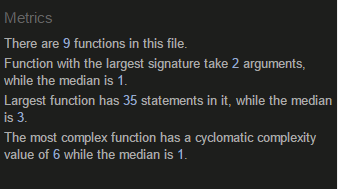 Metrics
There are 9 functions in this file.
Function with the largest signature take 2 arguments,
while the median is 1.
Largest function has 35 statements in it, while the median
is 3.
The most complex function has a cyclomatic complexity
value of 6 while the median is 1.